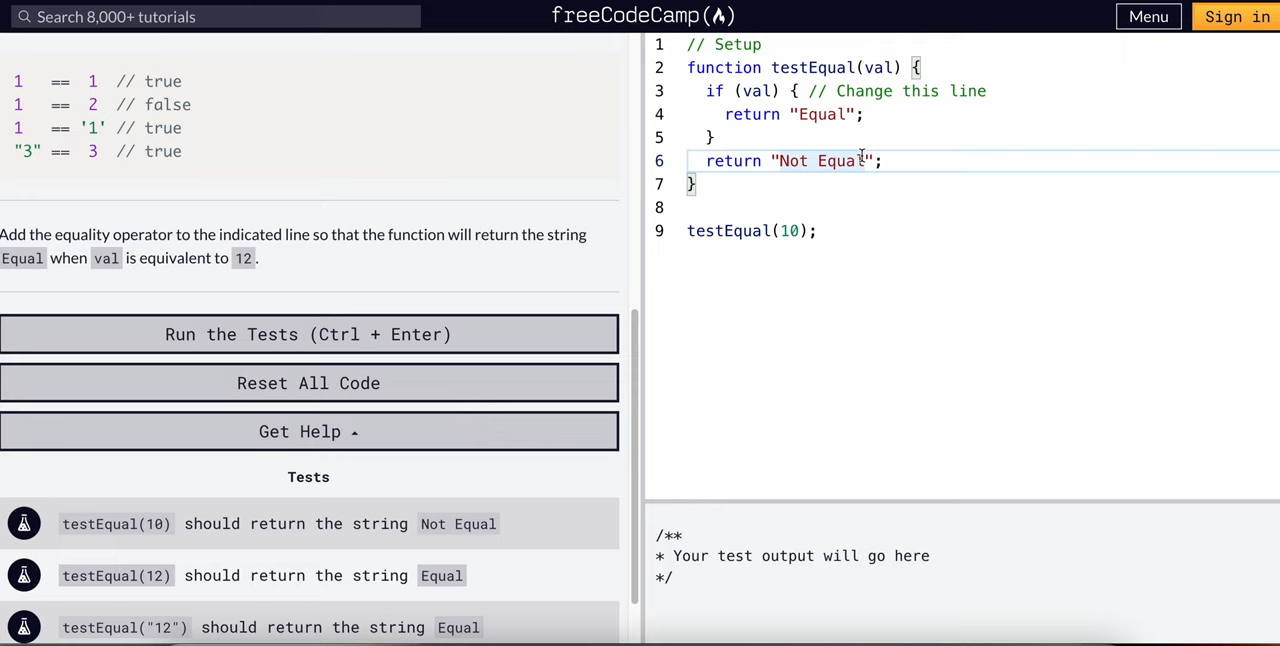 Search 8,000+ tutorials
freeCodeCamp
Menu
Sign in
1 == 1 // true
1 == 2 // false
1 == '1' // true
"3" == 3 // true
Add the equality operator to the indicated line so that the function will return the string
Equal when val is equivalent to 12.
Run the Tests (Ctrl + Enter)
Reset All Code
Get Help
Tests
testEqual(10) should return the string Not Equal
testEqual(12) should return the string Equal
testEqual("12") should return the string Equal
1 // Setup
2 function testEqual(val) {
3 if (val) { // Change this line
4 return "Equal";
5 }
6 return "Not Equal";
7 }
8
9 testEqual(10);
/**
* Your test output will go here
*/